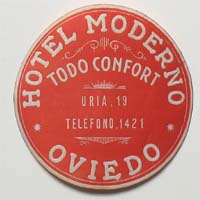 HOTEL MODERNO
TODO CONFORT
URIA, 19
TELEFONO, 1421
OVIEDO